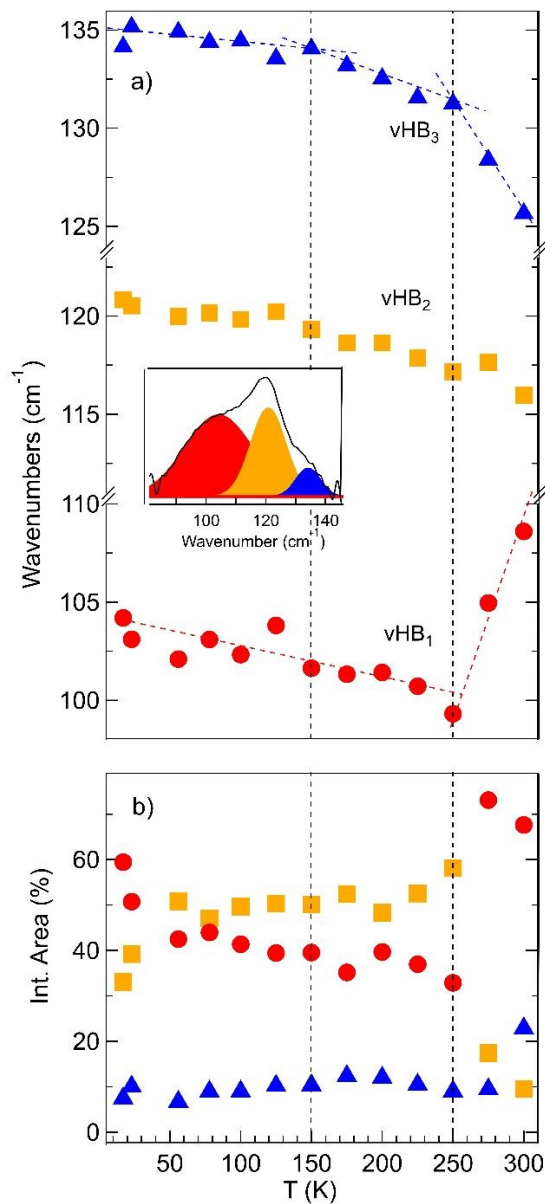 a)
135
130
125
vHB3
120
115
vHB2
100 120 140
Wavenumber (cm-1)
110
105
100
vHB1
Wavenumbers (cm-1)
b)
60
40
20
0
Int. Area (%)
50 100 150 200 250 300
T (K)